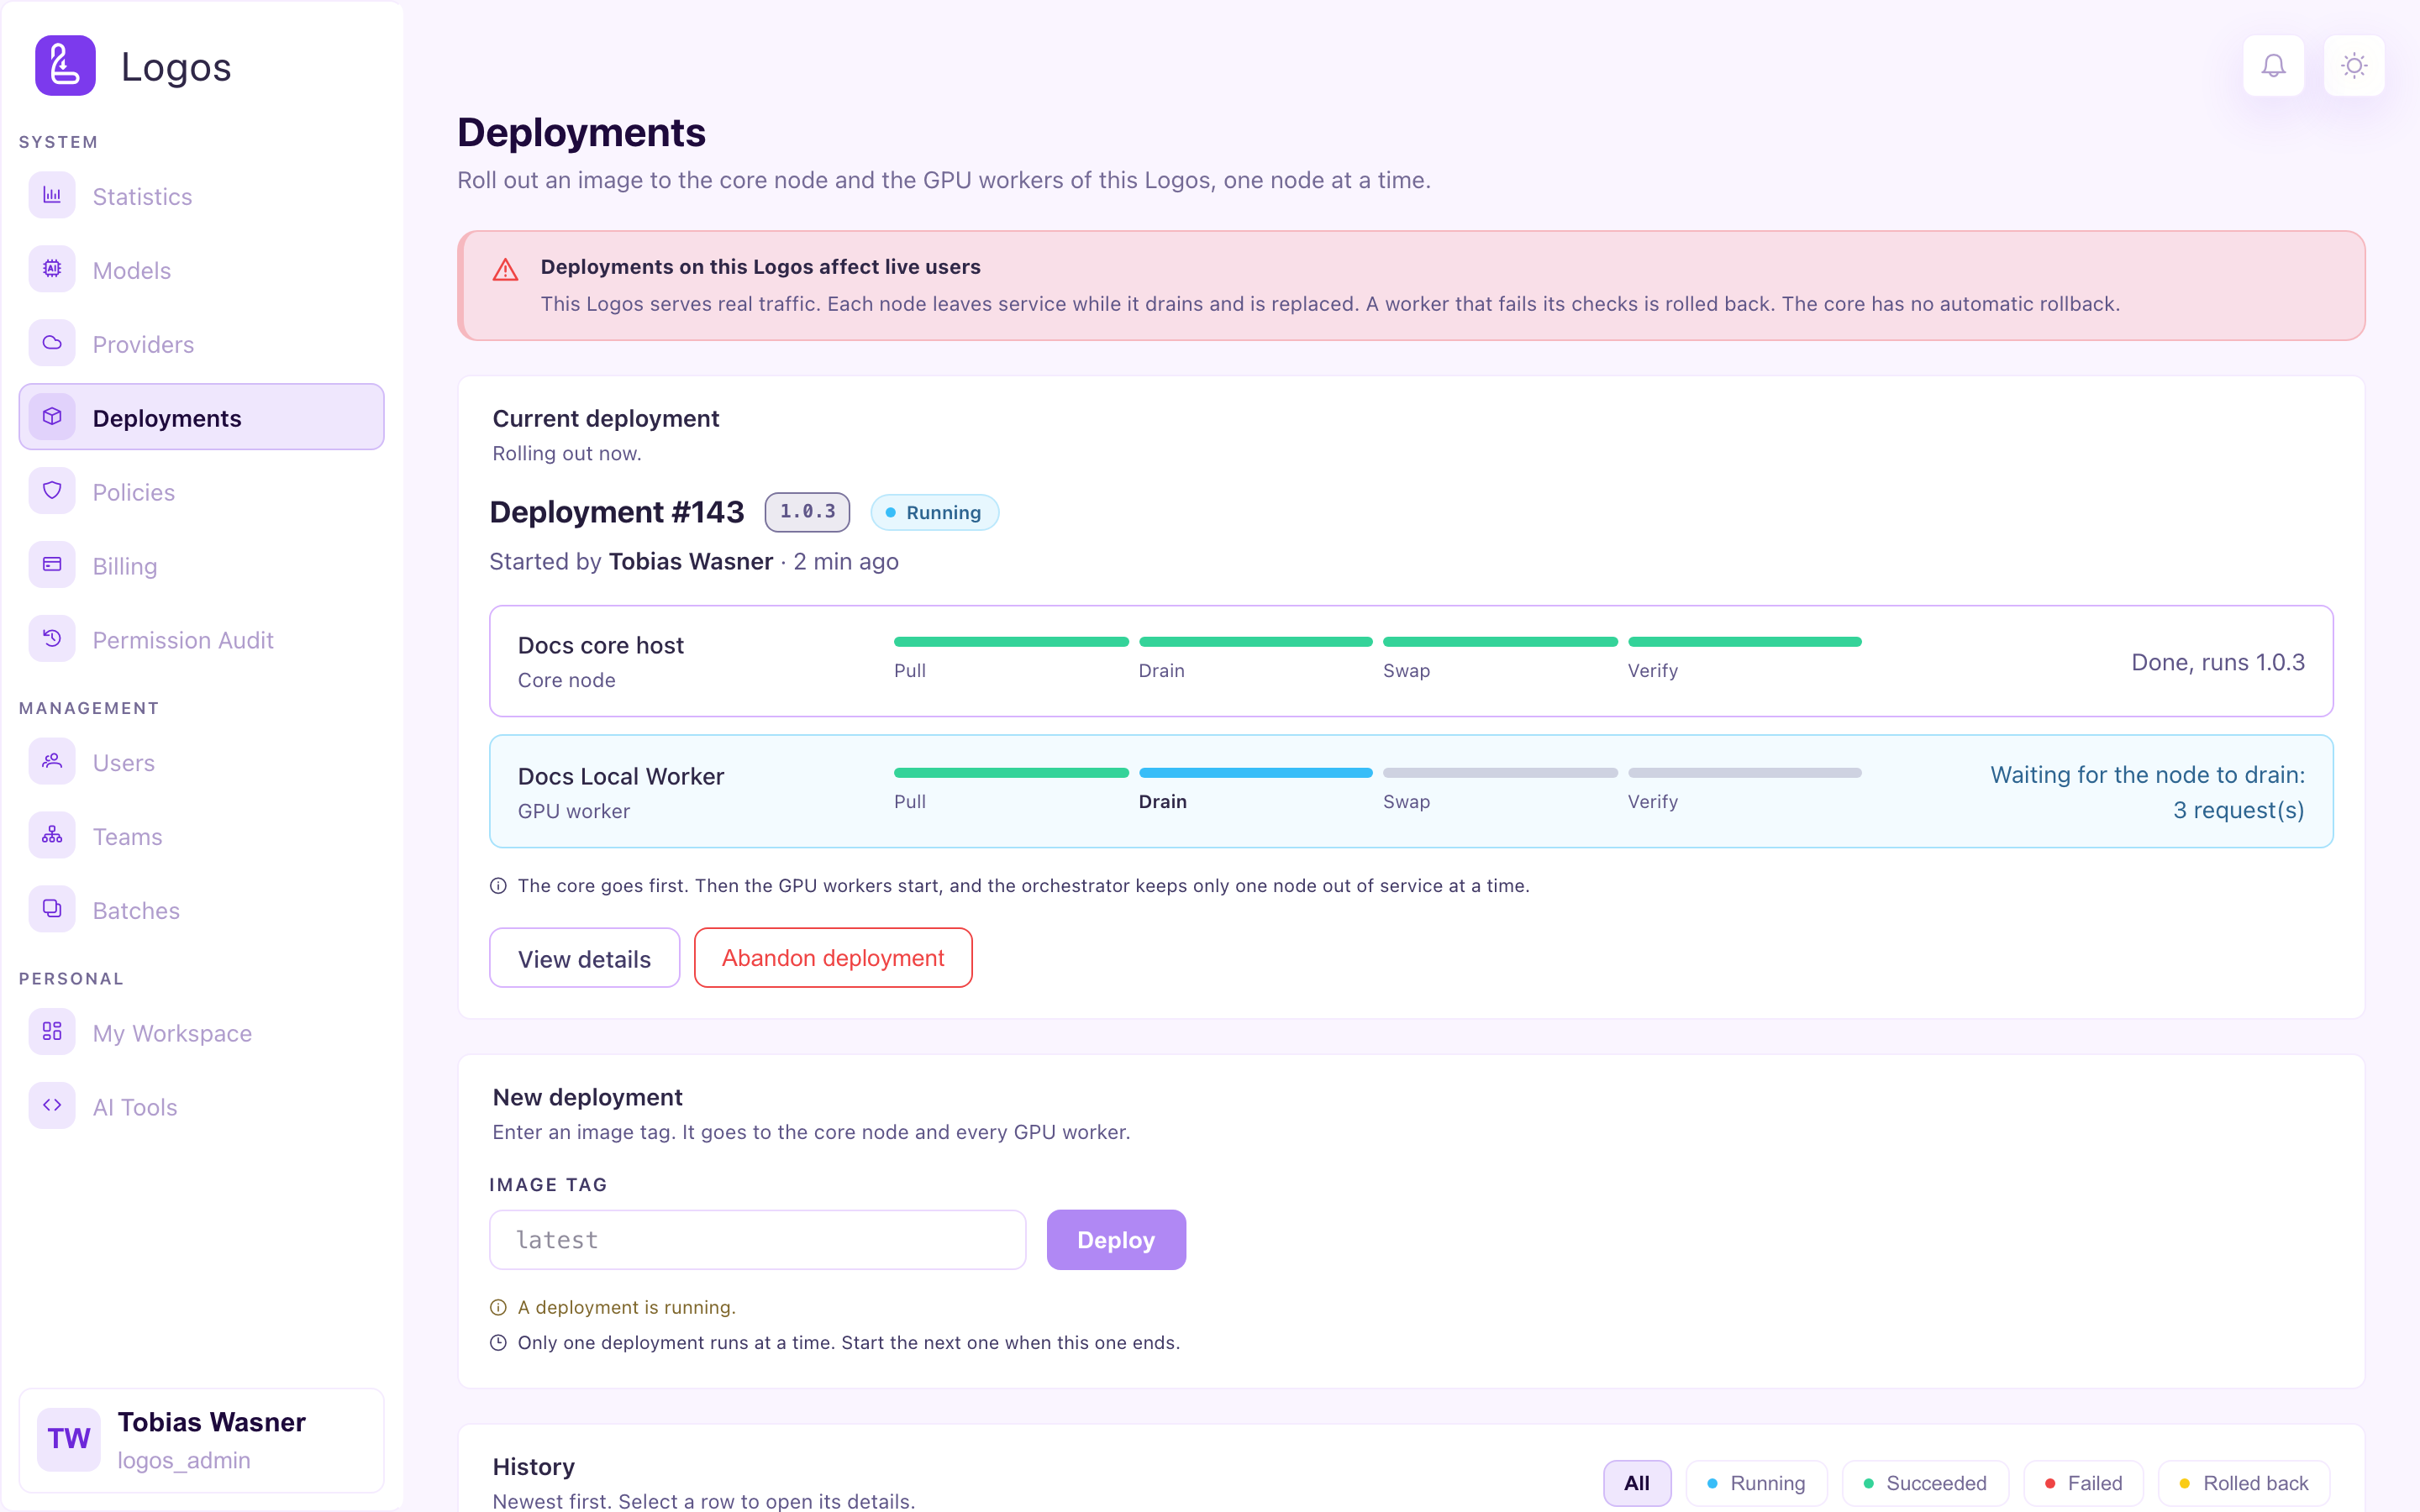 Logos
SYSTEM
Statistics
Models
Providers
Deployments
Policies
Billing
Permission Audit
MANAGEMENT
Users
Teams
Batches
PERSONAL
My Workspace
AI Tools
TW
Tobias Wasner
logos_admin
Deployments
Roll out an image to the core node and the GPU workers of this Logos, one node at a time.
Deployments on this Logos affect live users
This Logos serves real traffic. Each node leaves service while it drains and is replaced. A worker that fails its checks is rolled back. The core has no automatic rollback.
Current deployment
Rolling out now.
Deployment #143 1.0.3 Running
Started by Tobias Wasner · 2 min ago
Docs core host
Core node
Pull Drain Swap Verify
Done, runs 1.0.3
Docs Local Worker
GPU worker
Pull Drain Swap Verify
Waiting for the node to drain:
3 request(s)
The core goes first. Then the GPU workers start, and the orchestrator keeps only one node out of service at a time.
View details Abandon deployment
New deployment
Enter an image tag. It goes to the core node and every GPU worker.
IMAGE TAG
latest Deploy
A deployment is running.
Only one deployment runs at a time. Start the next one when this one ends.
History
Newest first. Select a row to open its details.
All Running Succeeded Failed Rolled back